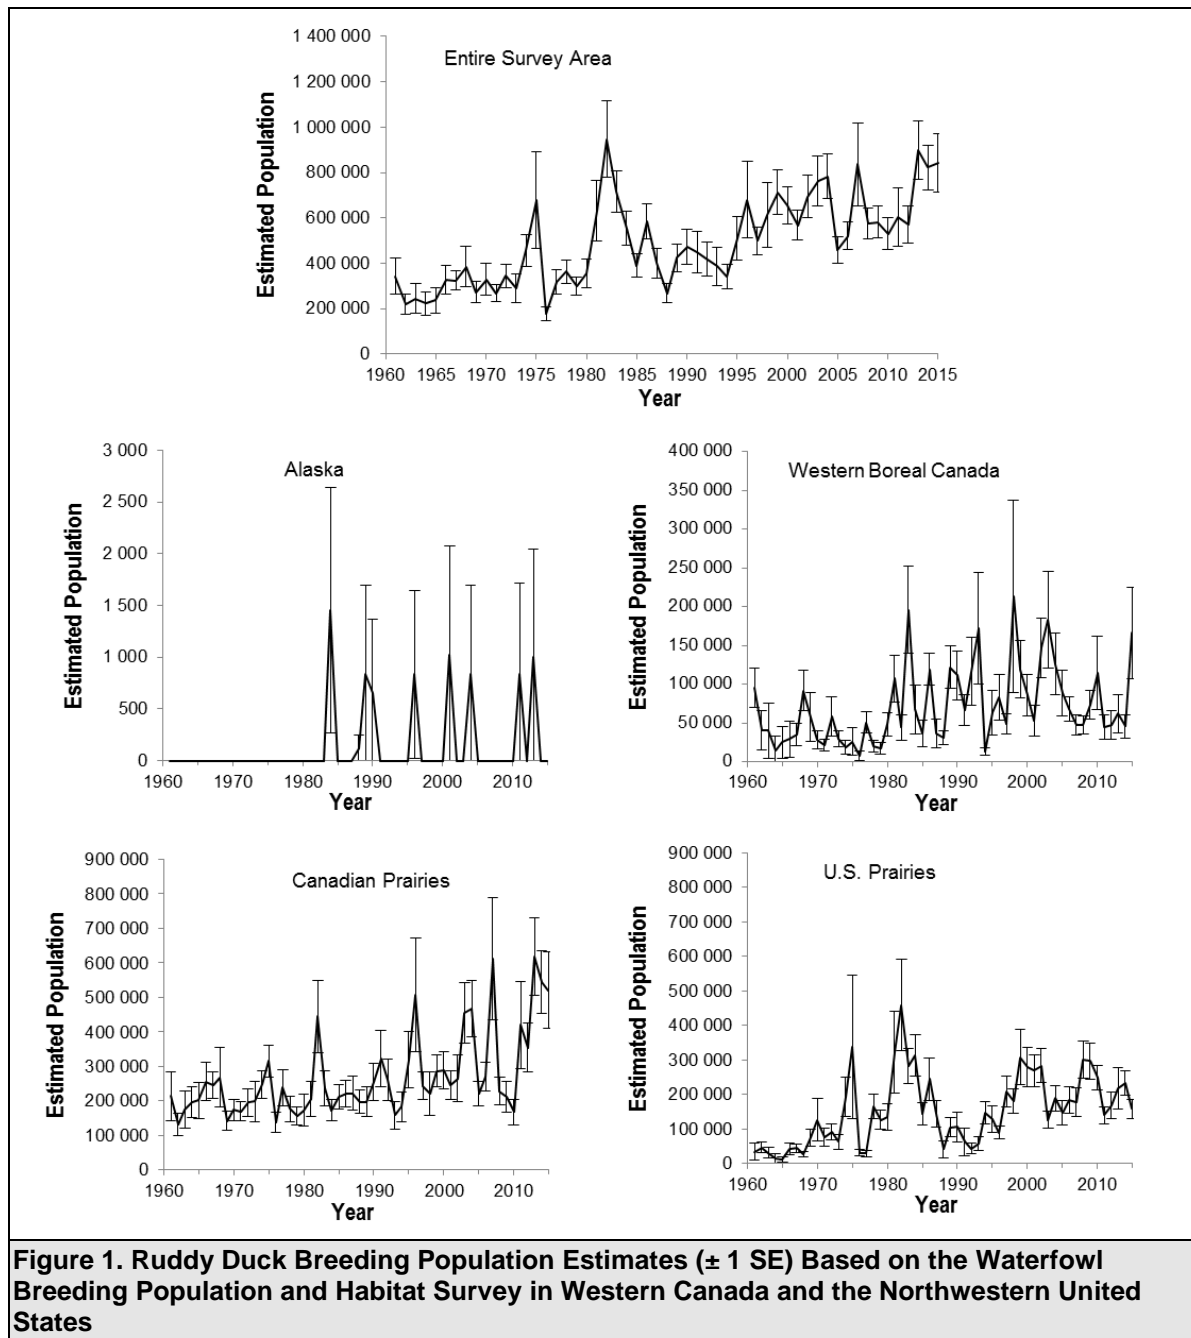 Entire Survey Area
Estimated Population
1 400 000
1 200 000
1 000 000
800 000
600 000
400 000
200 000
0
1960 1965 1970 1975 1980 1985 1990 1995 2000 2005 2010 2015
Year
Alaska
Estimated Population
3 000
2 500
2 000
1 500
1 000
500
0
1960 1970 1980 1990 2000 2010
Year
Western Boreal Canada
Estimated Population
400 000
350 000
300 000
250 000
200 000
150 000
100 000
50 000
0
1960 1970 1980 1990 2000 2010
Year
Canadian Prairies
Estimated Population
900 000
800 000
700 000
600 000
500 000
400 000
300 000
200 000
100 000
0
1960 1970 1980 1990 2000 2010
Year
U.S. Prairies
Estimated Population
900 000
800 000
700 000
600 000
500 000
400 000
300 000
200 000
100 000
0
1960 1970 1980 1990 2000 2010
Year
Figure 1. Ruddy Duck Breeding Population Estimates (± 1 SE) Based on the Waterfowl
Breeding Population and Habitat Survey in Western Canada and the Northwestern United
States